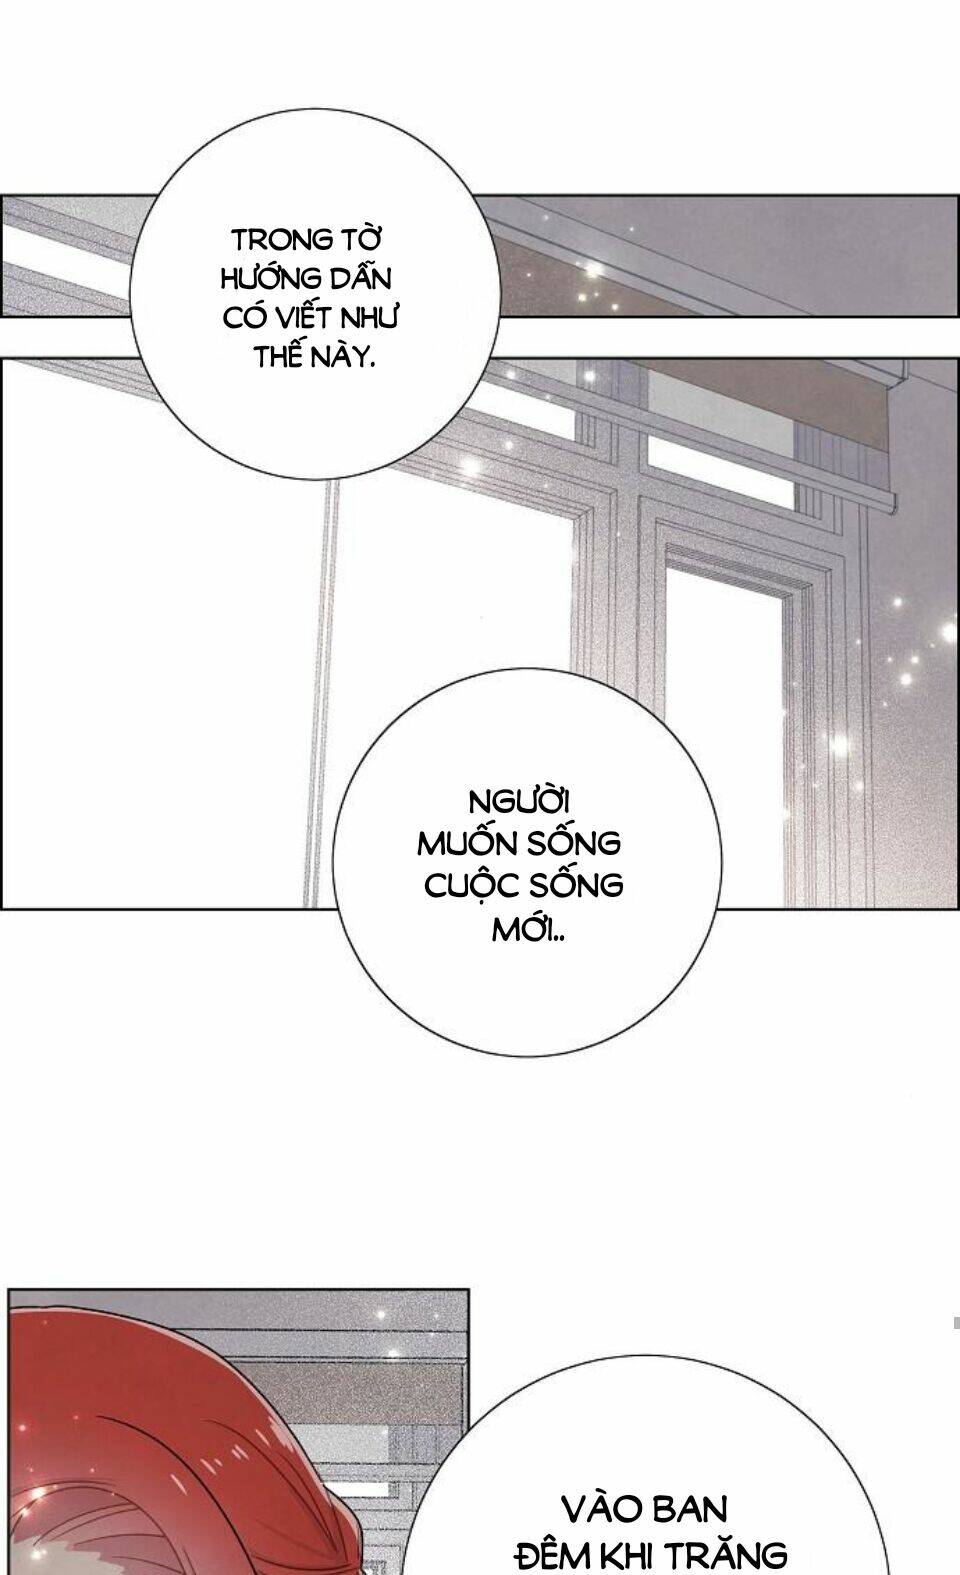 TRONG TỜ
HƯỚNG DẪN
CÓ VIẾT NHƯ
THẾ NÀY.
NGƯỜI
MUỐN SỐNG
CUỘC SỐNG
MỚI..
VÀO BAN
ĐÊM KHI TRĂNG